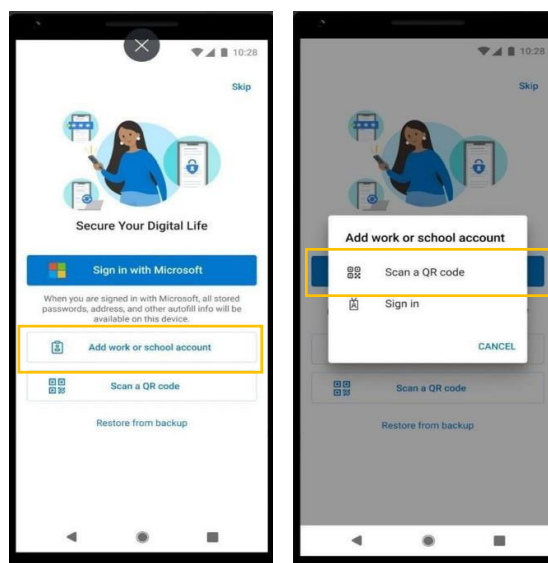 10:28
Skip
Secure Your Digital Life
Sign in with Microsoft
When you are signed in with Microsoft, all stored
passwords, address, and other autofill info will be
available on this device.
Add work or school account
Scan a QR code
Restore from backup
10:28
Skip
Add work or school account
Scan a QR code
Sign in
CANCEL
Scan a QR code
Restore from backup